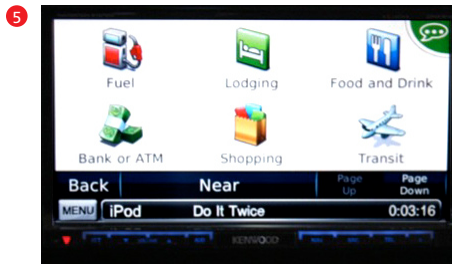 5
Fuel Lodging Food and Drink
Bank or ATM Shopping Transit
Back Near Page Up Page Down
MENU iPod Do It Twice 0:03:16
KENWOOD